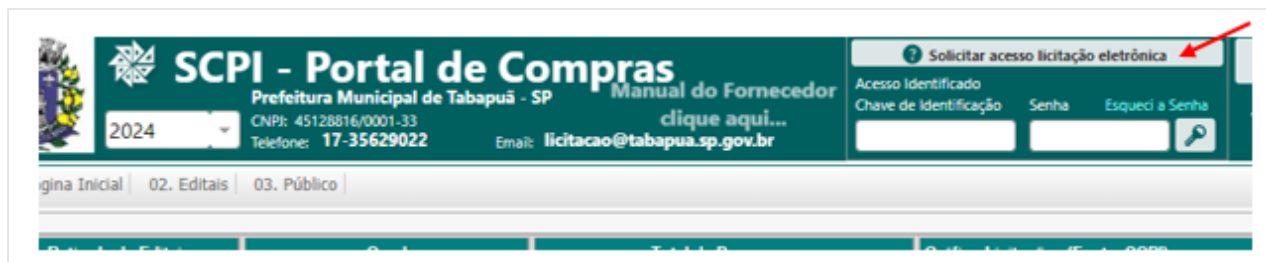 SCPI - Portal de Compras
Prefeitura Municipal de Tabapuã - SP
CNPJ: 45128816/0001-33
Telefone: 17-35629022 Email: licitacao@tabapua.sp.gov.br
2024
Manual do Fornecedor
clique aqui...
Solicitar acesso licitação eletrônica
Acesso Identificado
Chave de Identificação Senha Esqueci a Senha
Inicial 02. Editais 03. Público